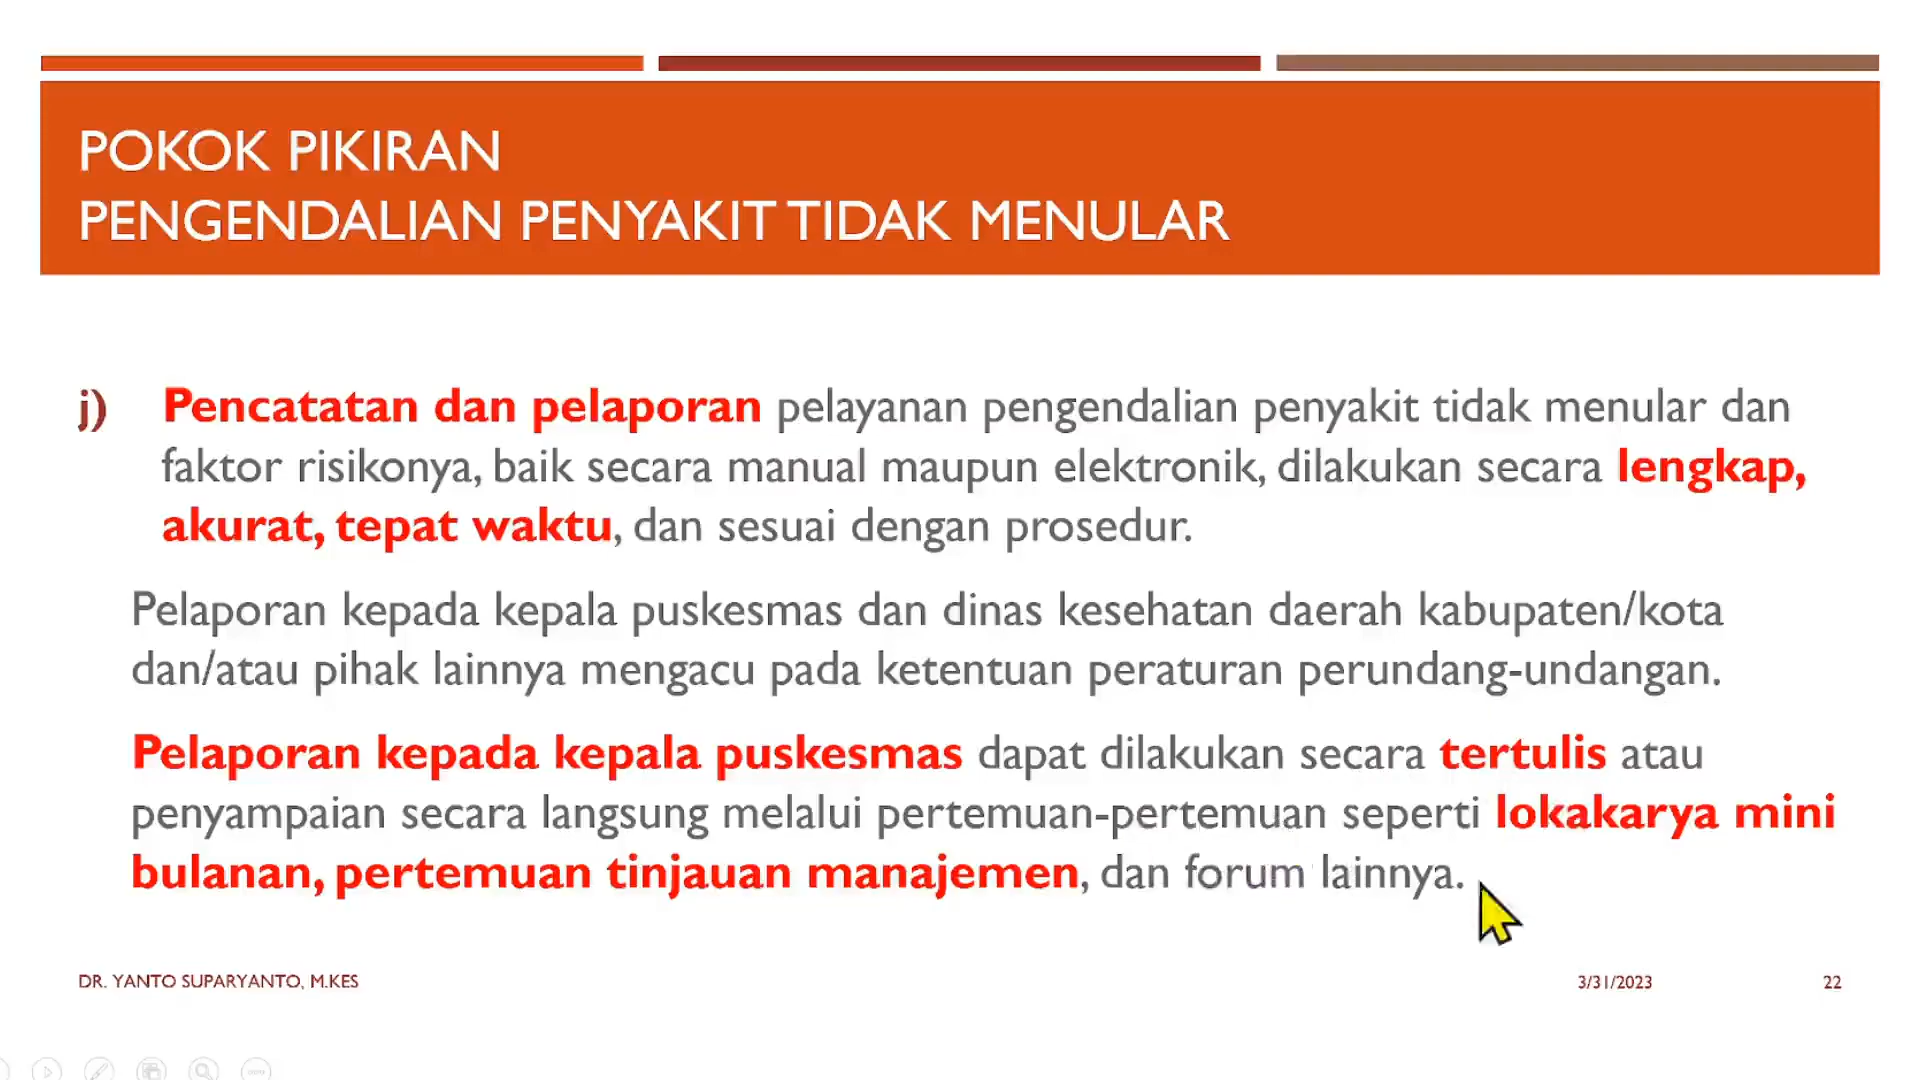 POKOK PIKIRAN
PENGENDALIAN PENYAKIT TIDAK MENULAR
j) Pencatatan dan pelaporan pelayanan pengendalian penyakit tidak menular dan
faktor risikonya, baik secara manual maupun elektronik, dilakukan secara lengkap,
akurat, tepat waktu, dan sesuai dengan prosedur.
Pelaporan kepada kepala puskesmas dan dinas kesehatan daerah kabupaten/kota
dan/atau pihak lainnya mengacu pada ketentuan peraturan perundang-undangan.
Pelaporan kepada kepala puskesmas dapat dilakukan secara tertulis atau
penyampaian secara langsung melalui pertemuan-pertemuan seperti lokakarya mini
bulanan, pertemuan tinjauan manajemen, dan forum lainnya.
DR. YANTO SUPARYANTO, M.KES 3/31/2023 22